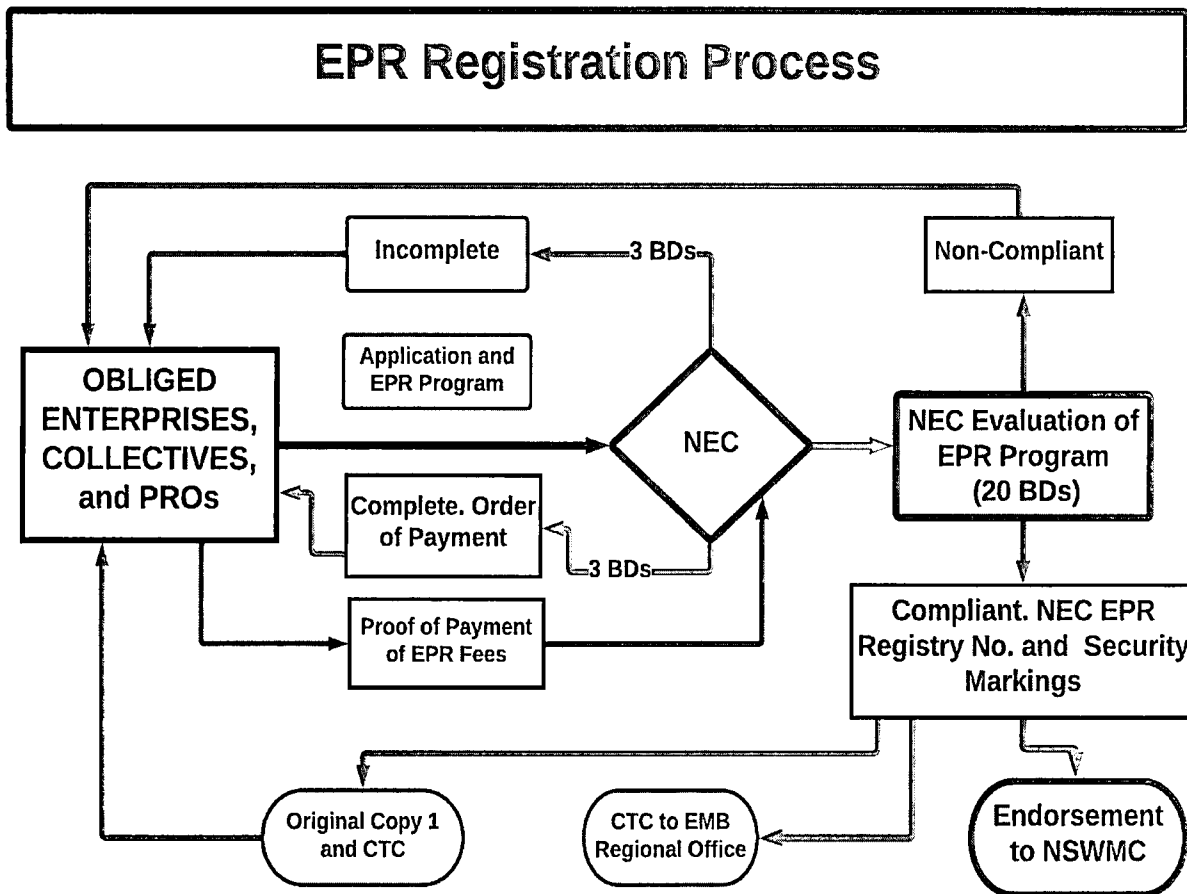 EPR Registration Process
Incomplete
3 BDs
Non-Compliant
Application and
EPR Program
OBLIGED
ENTERPRISES,
COLLECTIVES,
and PROs
NEC
NEC Evaluation of
EPR Program
(20 BDs)
Complete. Order
of Payment
3 BDs
Proof of Payment
of EPR Fees
Compliant. NEC EPR
Registry No. and Security
Markings
Original Copy 1
and CTC
CTC to EMB
Regional Office
Endorsement
to NSWMC